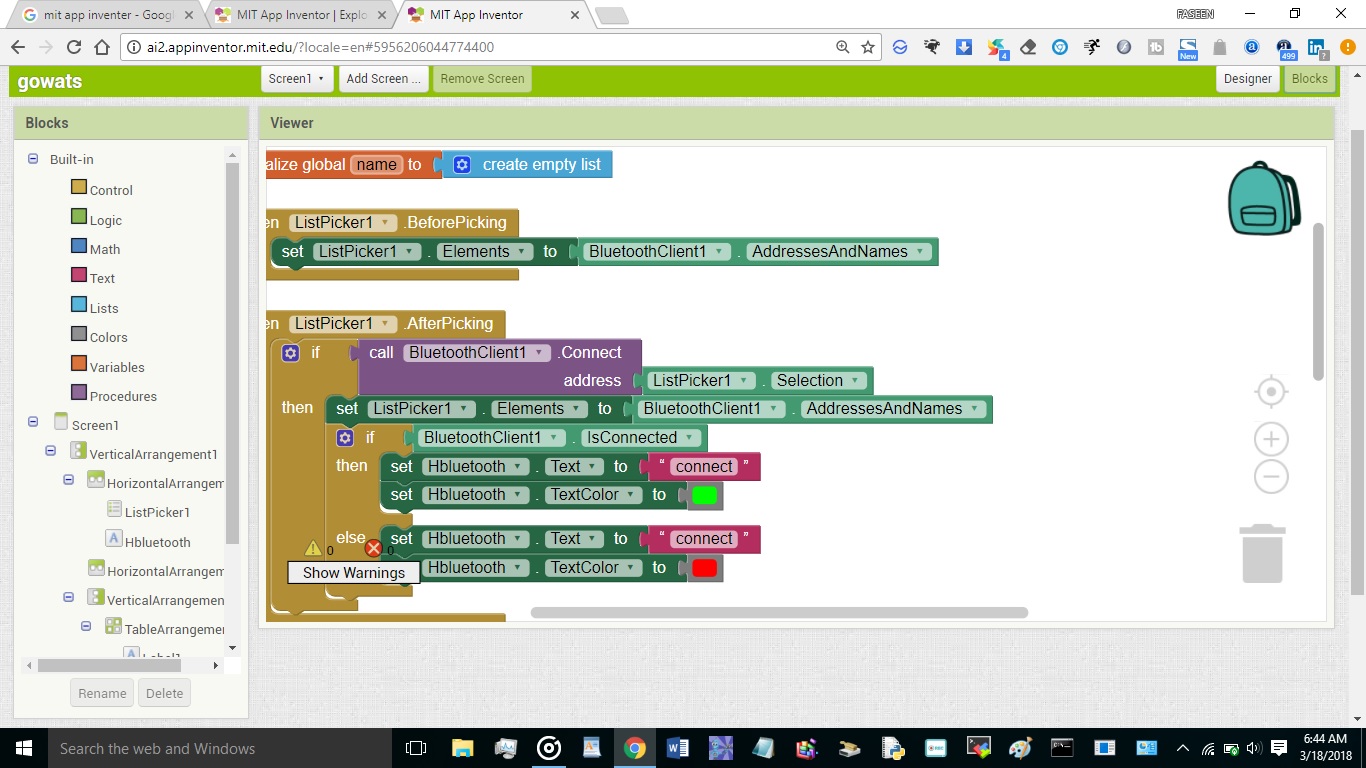 mit app inventer - Goog
MIT App Inventor | Explo
MIT App Inventor
FASEEN
ai2.appinventor.mit.edu/?locale=en#5956206044774400
4
New
499
?
gowats
Screen1
Add Screen ...
Remove Screen
Designer
Blocks
Blocks
Viewer
Built-in
Control
Logic
Math
Text
Lists
Colors
Variables
Procedures
Screen1
VerticalArrangement1
HorizontalArrangem
ListPicker1
A Hbluetooth
HorizontalArrangem
VerticalArrangemen
TableArrangemen
A Label1
Rename
Delete
alize global name to create empty list
en ListPicker1 .BeforePicking
set ListPicker1 . Elements to BluetoothClient1 . AddressesAndNames
en ListPicker1 .AfterPicking
if call BluetoothClient1 .Connect
address ListPicker1 . Selection
then set ListPicker1 . Elements to BluetoothClient1 . AddressesAndNames
if BluetoothClient1 . IsConnected
then set Hbluetooth . Text to “ connect ”
set Hbluetooth . TextColor to
else set Hbluetooth . Text to “ connect ”
0 0
Show Warnings
Hbluetooth . TextColor to
Search the web and Windows
6:44 AM
3/18/2018